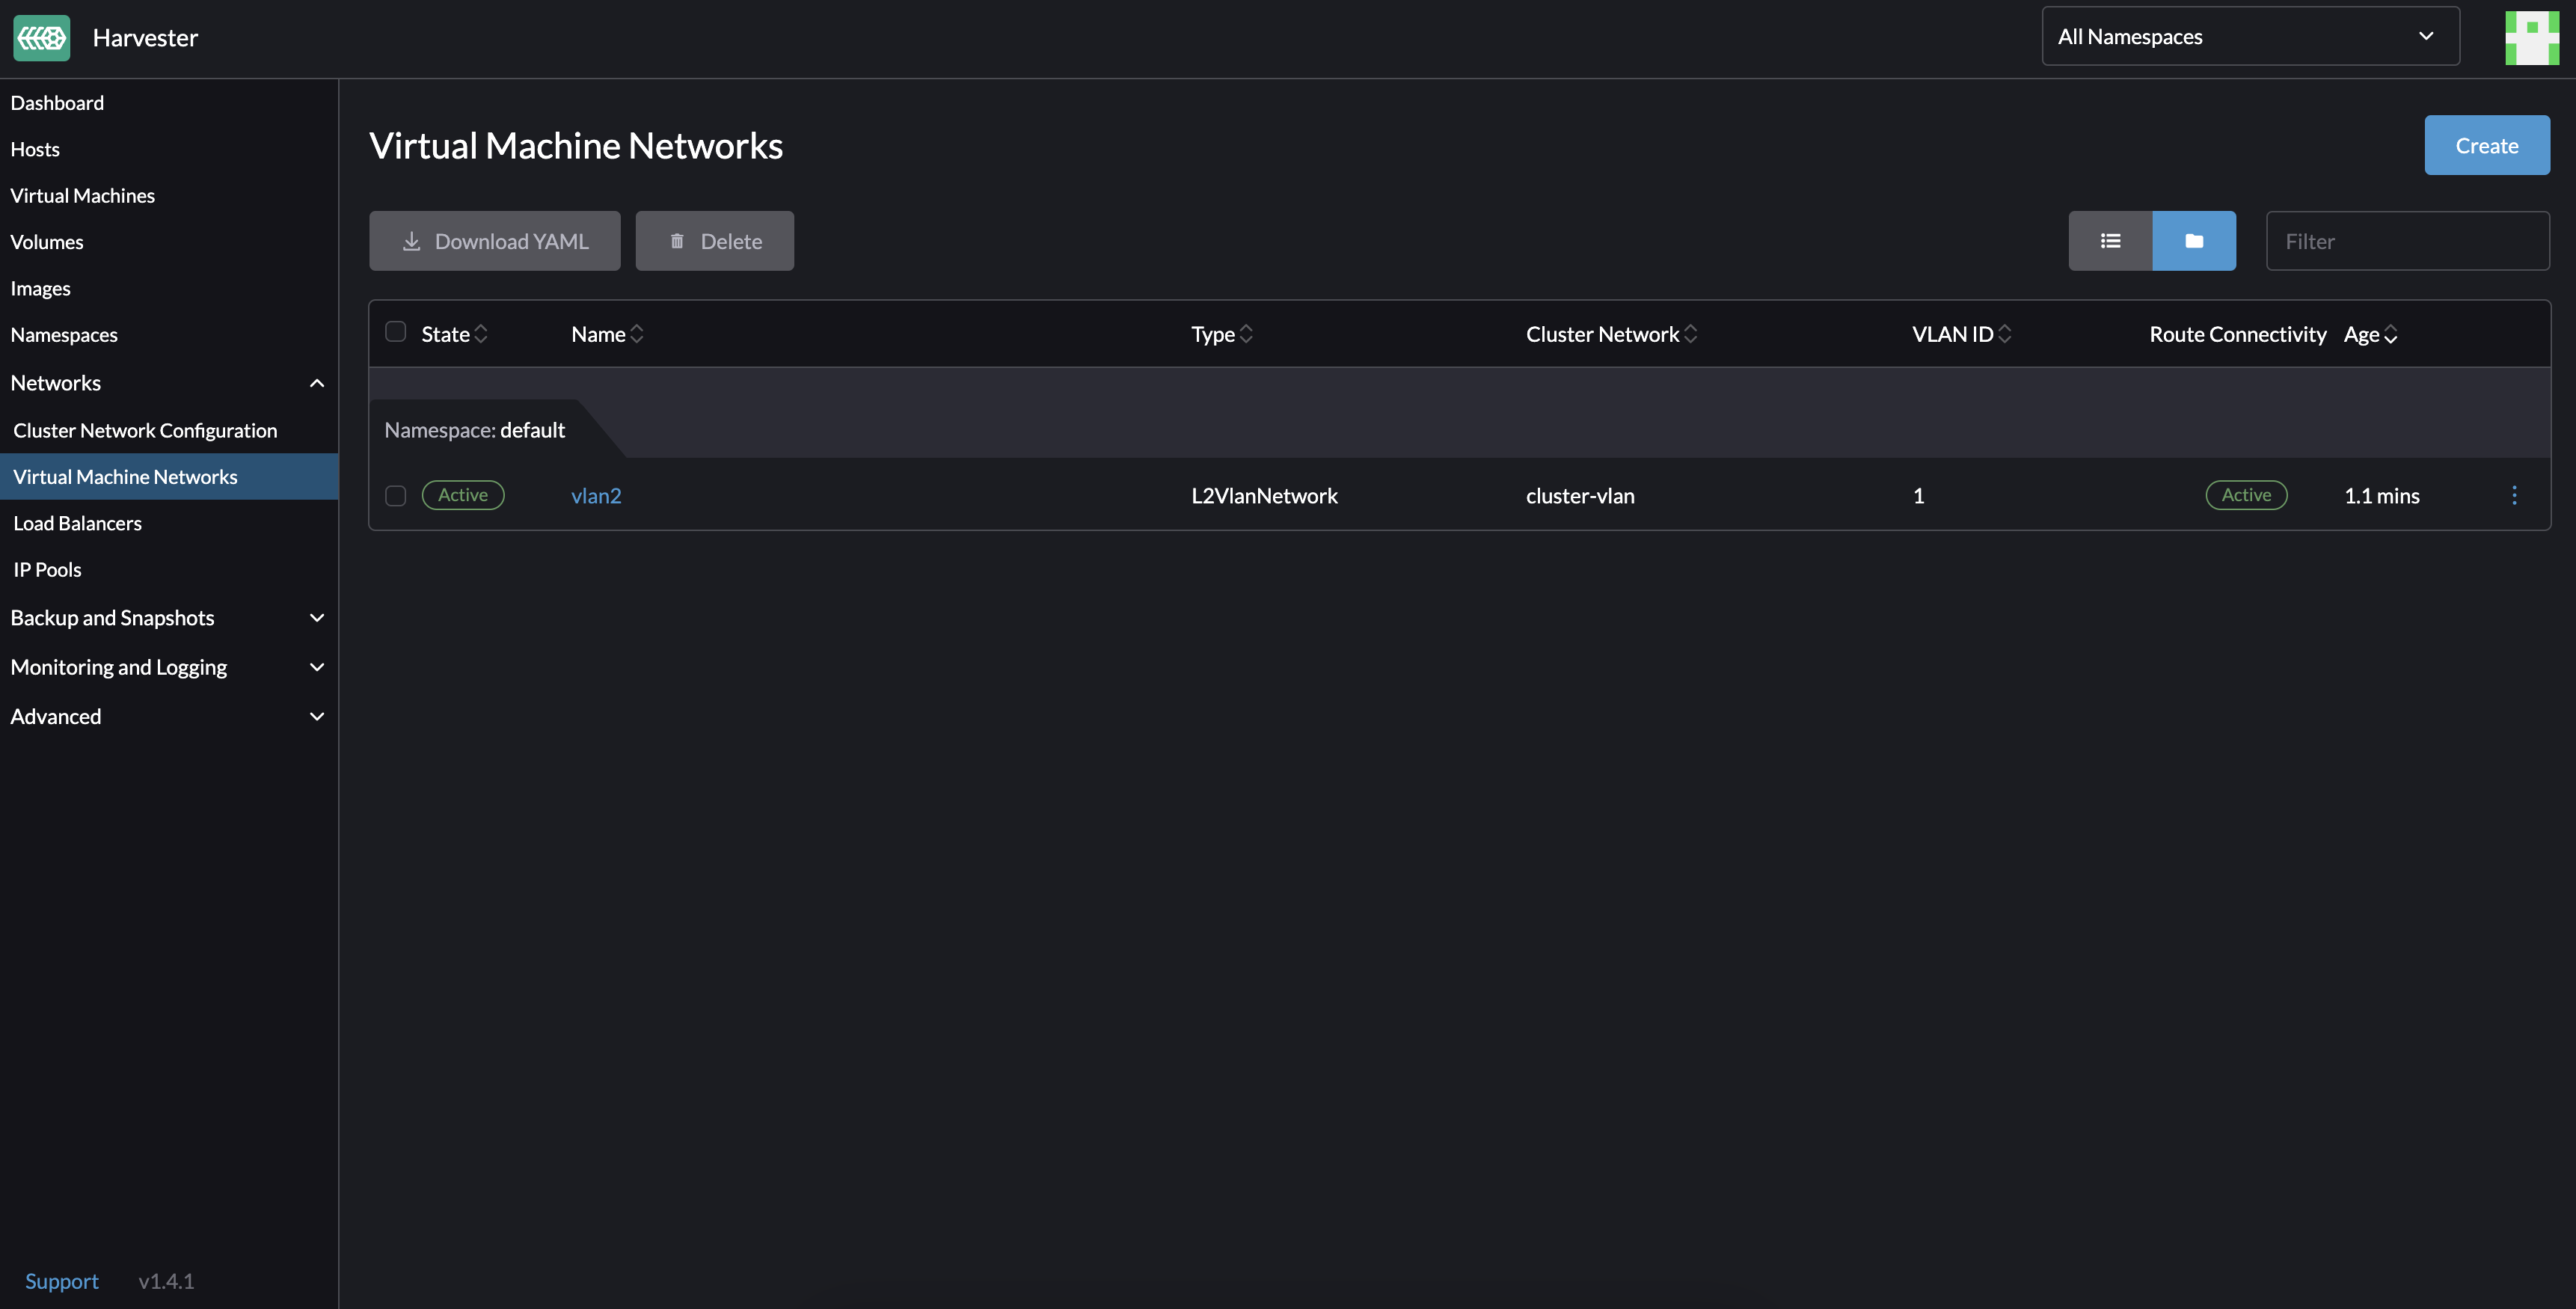 Harvester
All Namespaces
Dashboard
Hosts
Virtual Machines
Volumes
Images
Namespaces
Networks
Cluster Network Configuration
Virtual Machine Networks
Load Balancers
IP Pools
Backup and Snapshots
Monitoring and Logging
Advanced
Support v1.4.1
Virtual Machine Networks
Create
Download YAML Delete
Filter
State Name Type Cluster Network VLAN ID Route Connectivity Age
Namespace: default
Active vlan2 L2VlanNetwork cluster-vlan 1 Active 1.1 mins